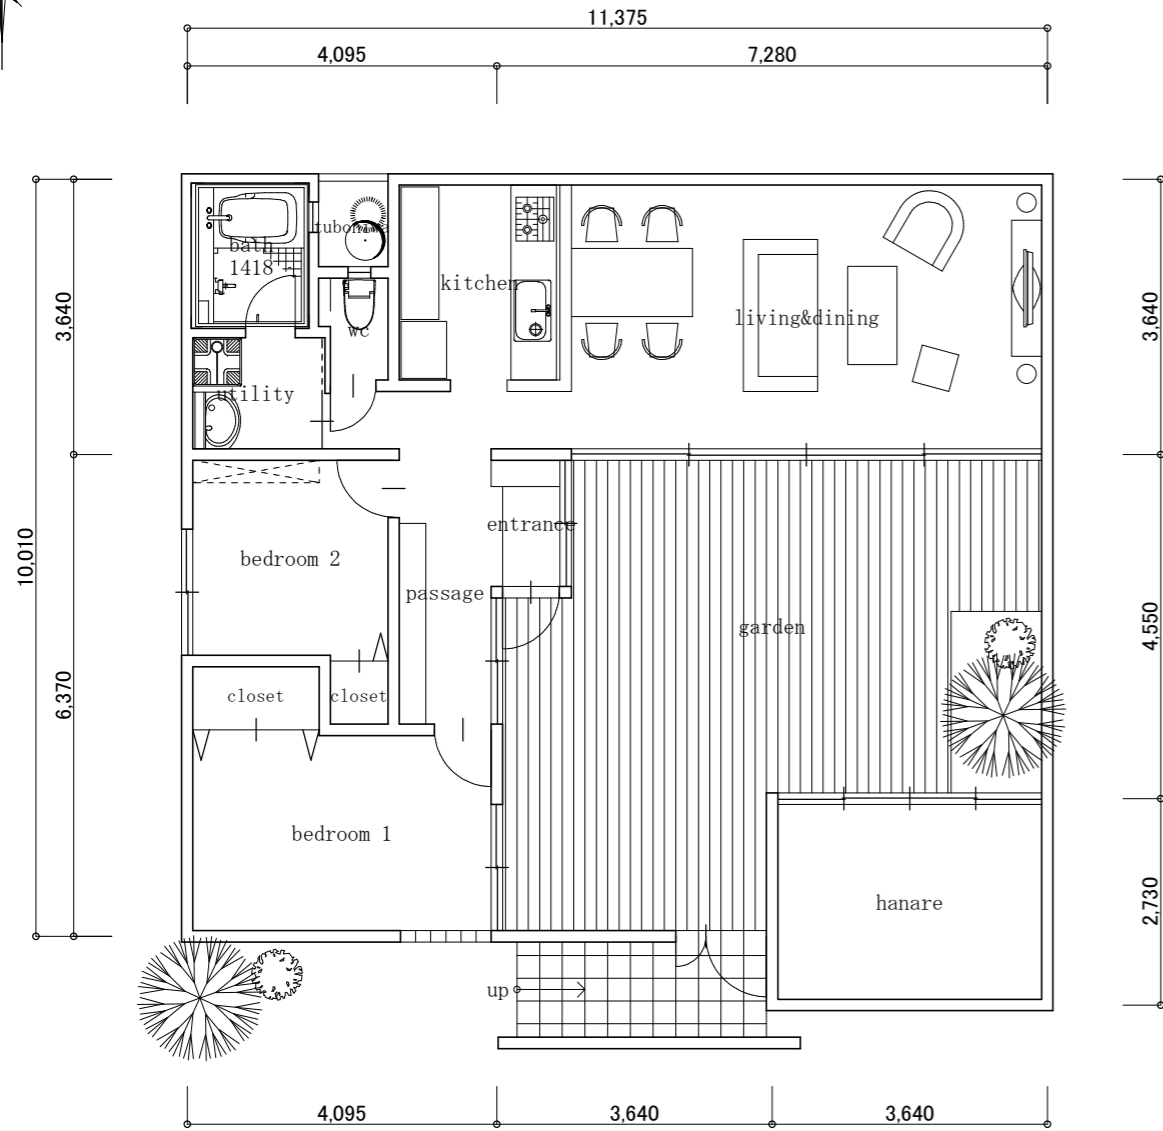 11,375
4,095
7,280
tuboniwa
bath
1418
kitchen
living&dining
wc
utility
3,640
3,640
entrance
bedroom 2
passage
garden
10,010
4,550
6,370
closet
closet
bedroom 1
hanare
2,730
up
4,095
3,640
3,640